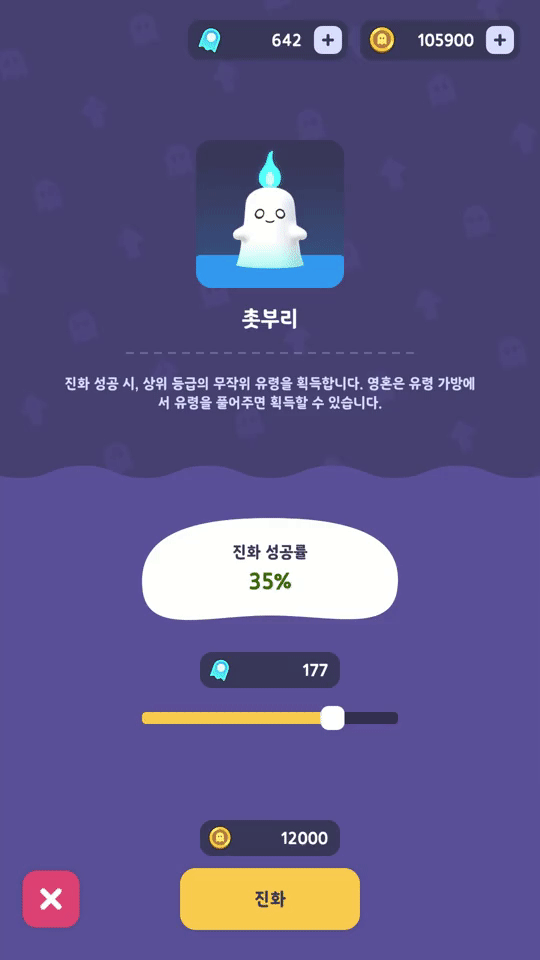 642 +
105900 +
촛부리
진화 성공 시, 상위 등급의 무작위 유령을 획득합니다. 영혼은 유령 가방에
서 유령을 풀어주면 획득할 수 있습니다.
진화 성공률
35%
177
12000
진화